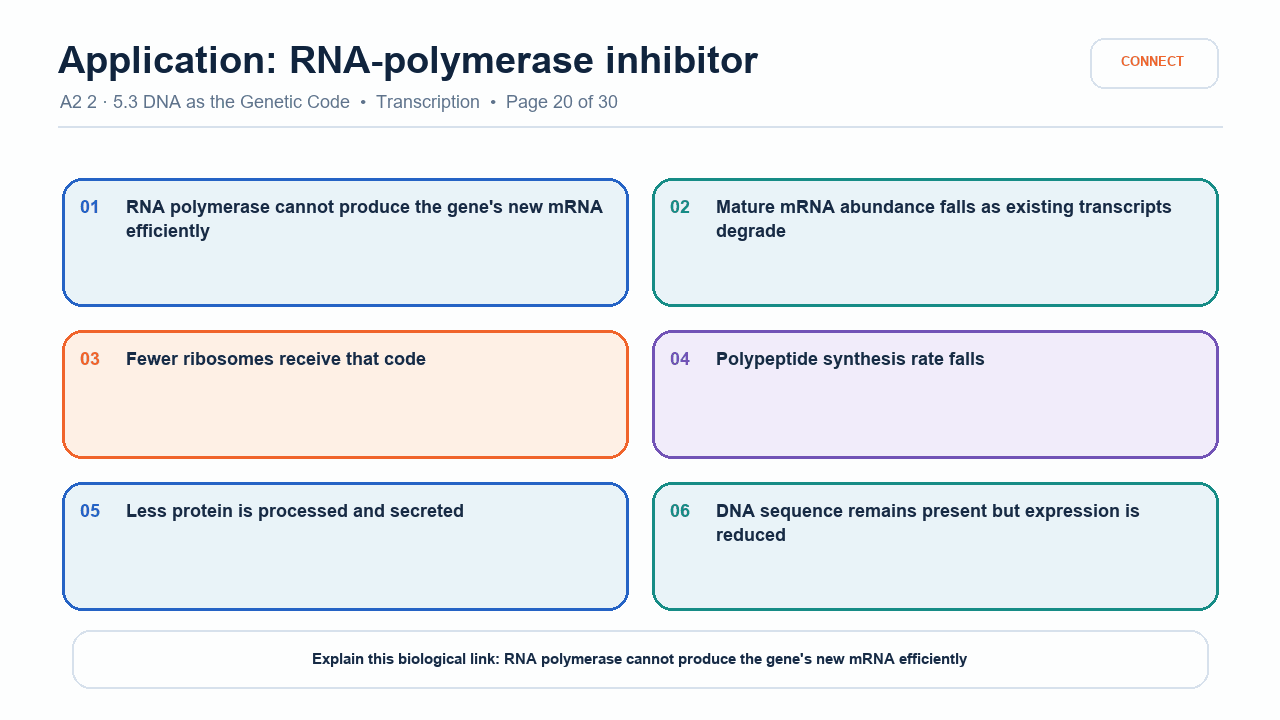 Application: RNA-polymerase inhibitor
CONNECT
A2 2 · 5.3 DNA as the Genetic Code • Transcription • Page 20 of 30
01 RNA polymerase cannot produce the gene's new mRNA
efficiently
02 Mature mRNA abundance falls as existing transcripts
degrade
03 Fewer ribosomes receive that code
04 Polypeptide synthesis rate falls
05 Less protein is processed and secreted
06 DNA sequence remains present but expression is
reduced
Explain this biological link: RNA polymerase cannot produce the gene's new mRNA efficiently